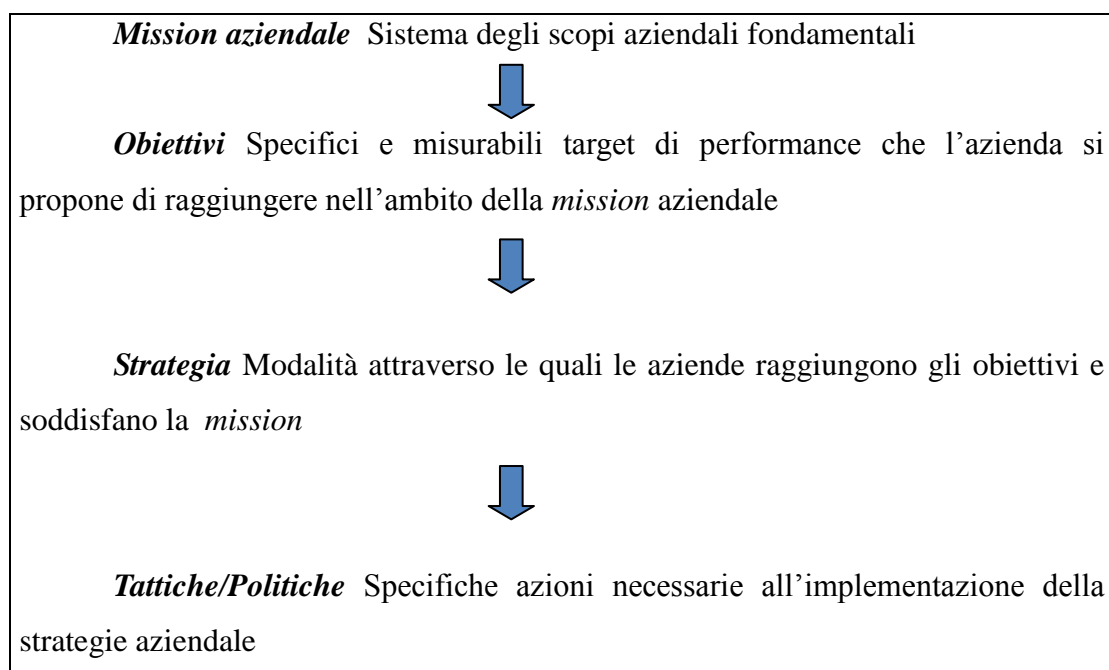 Mission aziendale Sistema degli scopi aziendali fondamentali
Obiettivi Specifici e misurabili target di performance che l’azienda si
propone di raggiungere nell’ambito della mission aziendale
Strategia Modalità attraverso le quali le aziende raggiungono gli obiettivi e
soddisfano la mission
Tattiche/Politiche Specifiche azioni necessarie all’implementazione della
strategie aziendale